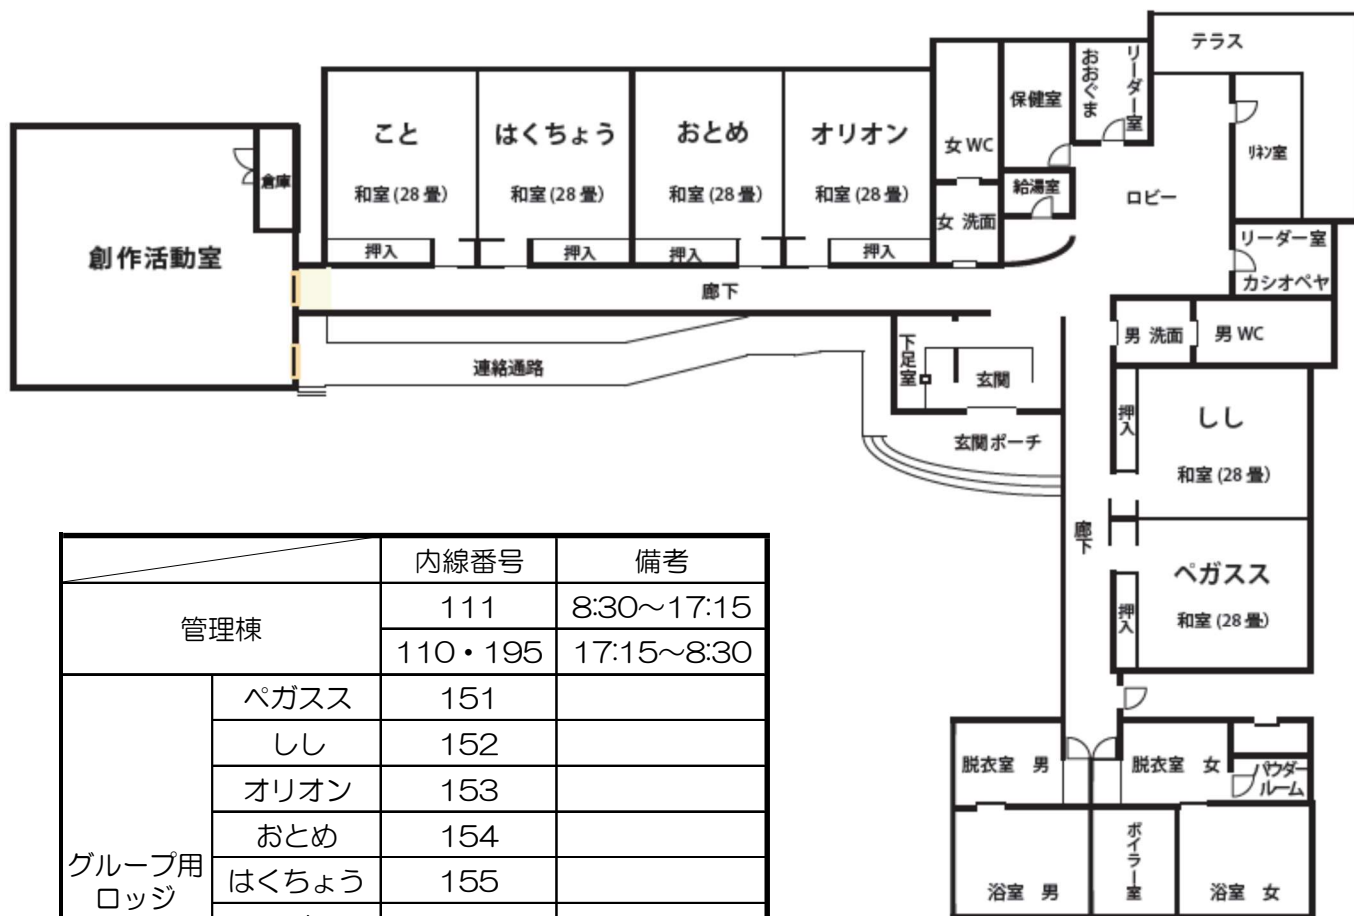 テラス
リーダー室
おおぐま
保健室
女 WC
こと
はくちょう
おとめ
オリオン
和室 (28 畳)
和室 (28 畳)
和室 (28 畳)
和室 (28 畳)
倉庫
ﾘﾈﾝ室
給湯室
ロビー
女 洗面
創作活動室
押入
押入
押入
押入
リーダー室
カシオペヤ
廊下
男 洗面
男 WC
下足室
連絡通路
玄関
玄関ポーチ
押入
しし
和室 (28 畳)
廊下
ペガスス
和室 (28 畳)
押入
脱衣室 男
脱衣室 女
パウダー
ルーム
ボイラー室
浴室 男
浴室 女
内線番号 備考
管理棟 111 8:30～17:15
110・195 17:15～8:30
グループ用
ロッジ
ペガスス 151
しし 152
オリオン 153
おとめ 154
はくちょう 155